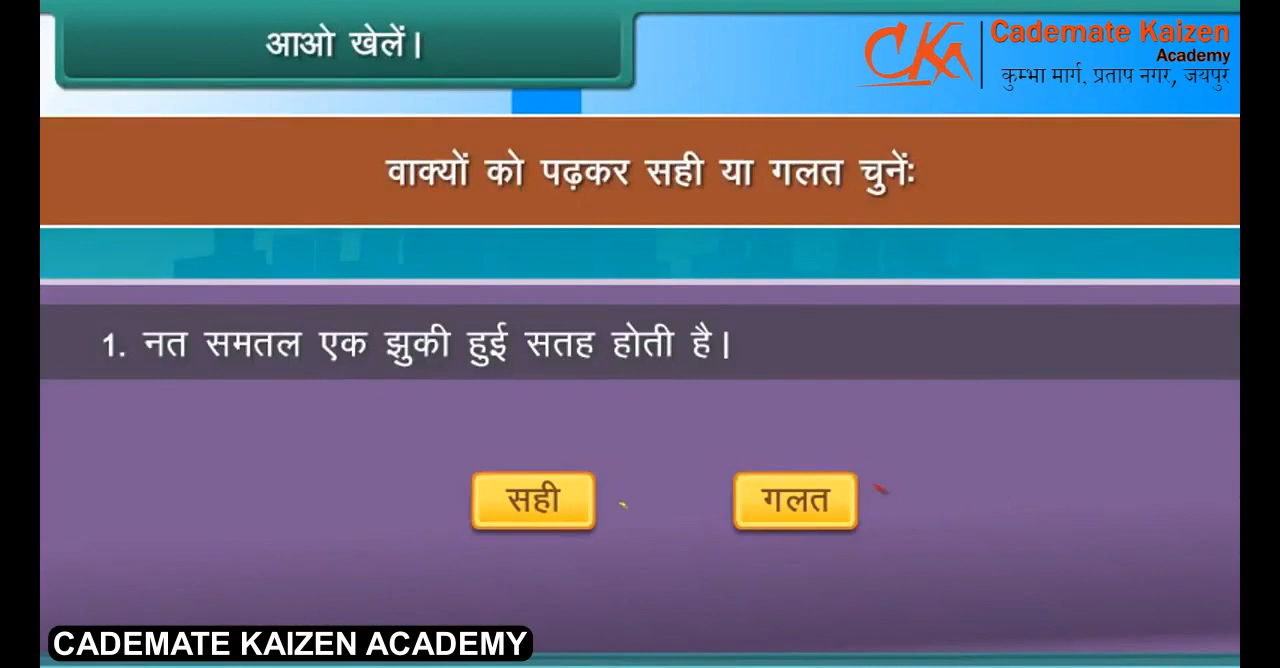 आओ खेलें।
CKA
Cademate Kaizen
Academy
कुम्भा मार्ग. प्रताप नगर, जयपुर
वाक्यों को पढ़कर सही या गलत चुनेंः
1. नत समतल एक झुकी हुई सतह होती है।
सही
गलत
CADEMATE KAIZEN ACADEMY